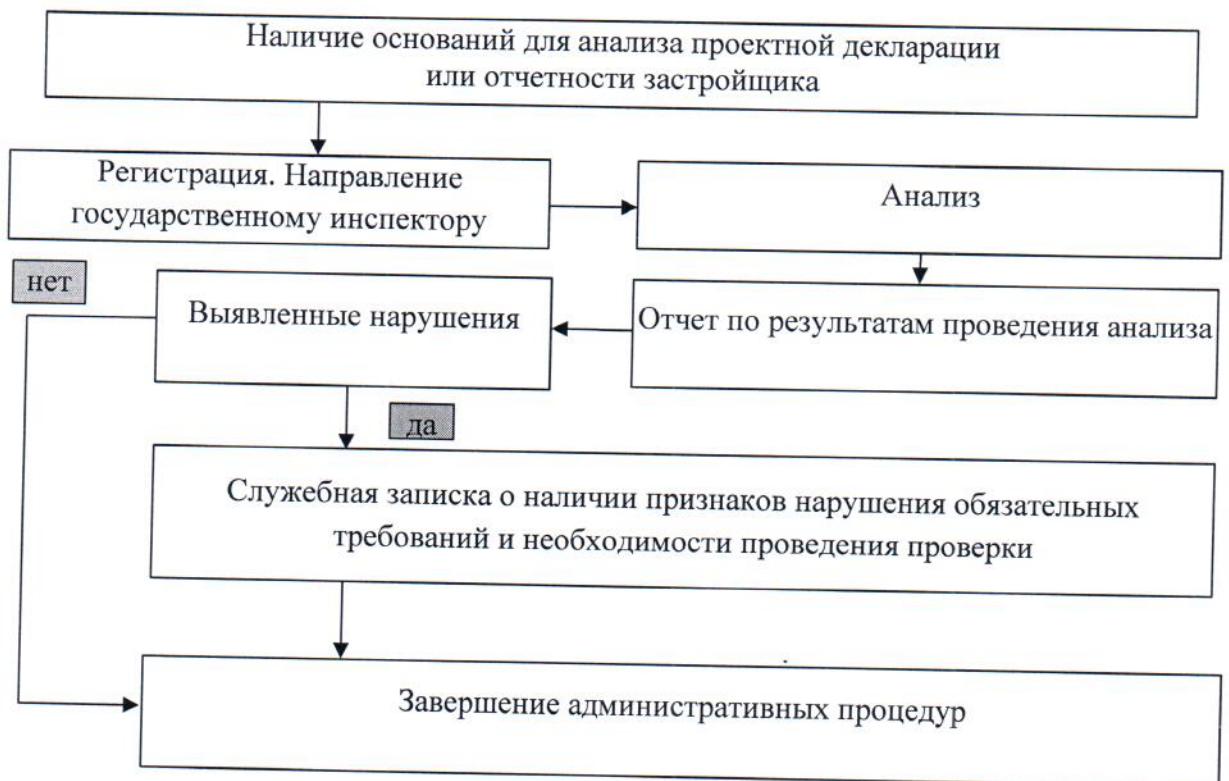 Наличие оснований для анализа проектной декларации
или отчетности застройщика
Регистрация. Направление
государственному инспектору
Анализ
нет
Выявленные нарушения
Отчет по результатам проведения анализа
да
Служебная записка о наличии признаков нарушения обязательных
требований и необходимости проведения проверки
Завершение административных процедур